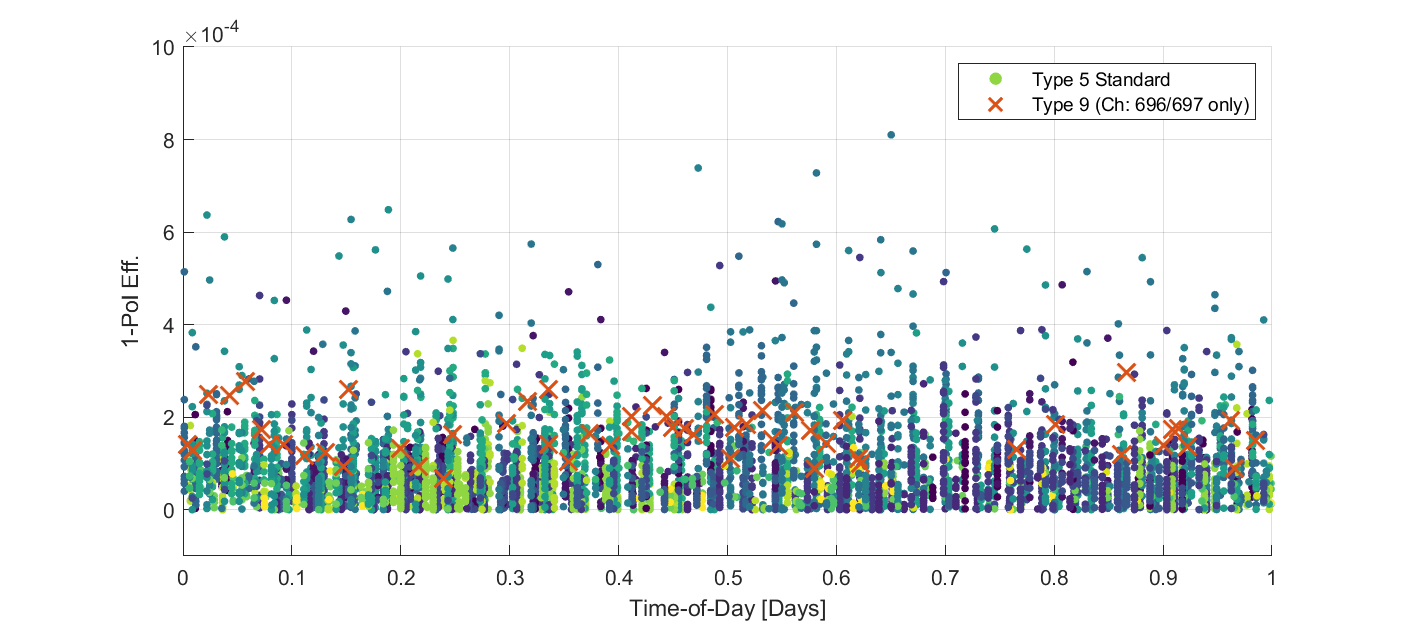 ×10-4
10
8
6
4
2
0
1-Pol Eff.
Type 5 Standard
Type 9 (Ch: 696/697 only)
0 0.1 0.2 0.3 0.4 0.5 0.6 0.7 0.8 0.9 1
Time-of-Day [Days]